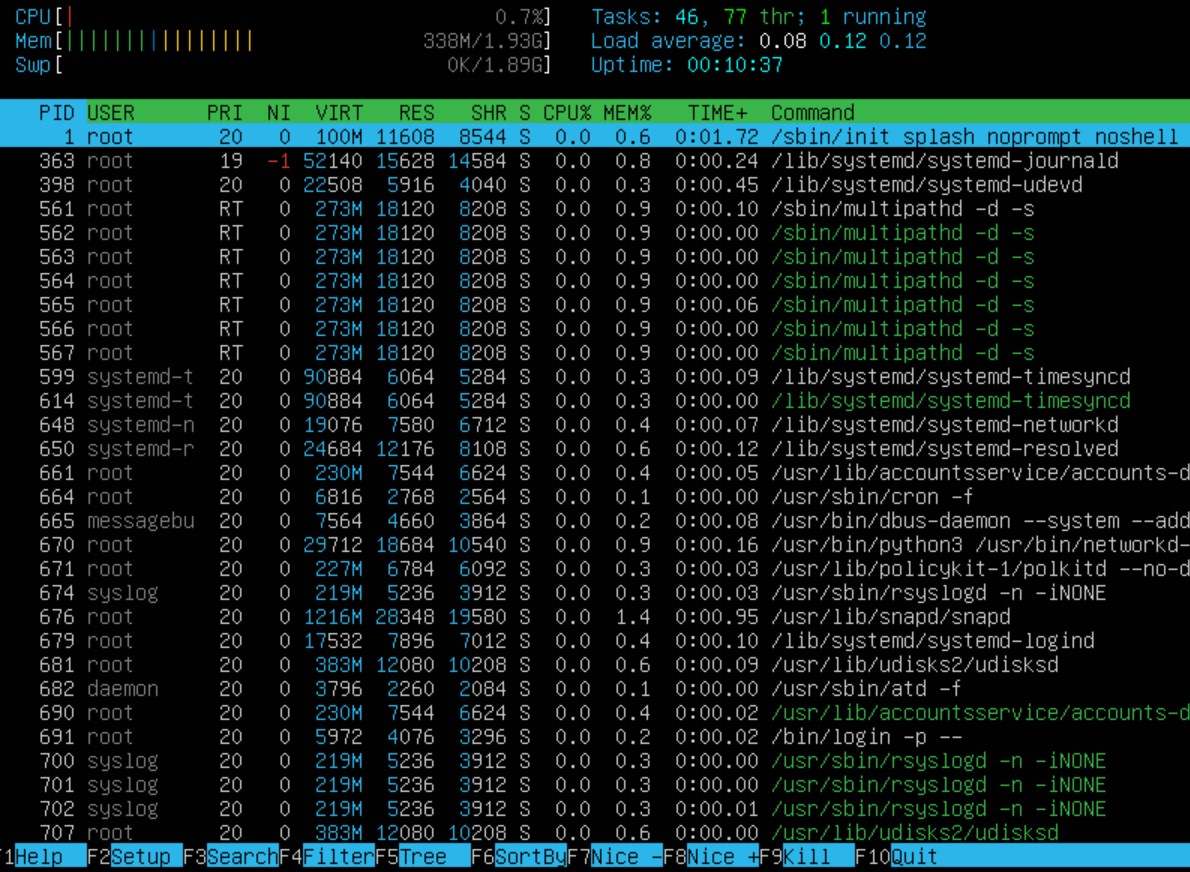 CPU[| 0.7%] Tasks: 46, 77 thr; 1 running
Mem[|||||||||||||||| 338M/1.93G] Load average: 0.08 0.12 0.12
Swp[ 0K/1.89G] Uptime: 00:10:37
PID USER PRI NI VIRT RES SHR S CPU% MEM% TIME+ Command
1 root 20 0 100M 11608 8544 S 0.0 0.6 0:01.72 /sbin/init splash noprompt noshell
363 root 19 -1 52140 15628 14584 S 0.0 0.8 0:00.24 /lib/systemd/systemd-journald
398 root 20 0 22508 5916 4040 S 0.0 0.3 0:00.45 /lib/systemd/systemd-udevd
561 root RT 0 273M 18120 8208 S 0.0 0.9 0:00.10 /sbin/multipathd -d -s
562 root RT 0 273M 18120 8208 S 0.0 0.9 0:00.00 /sbin/multipathd -d -s
563 root RT 0 273M 18120 8208 S 0.0 0.9 0:00.00 /sbin/multipathd -d -s
564 root RT 0 273M 18120 8208 S 0.0 0.9 0:00.00 /sbin/multipathd -d -s
565 root RT 0 273M 18120 8208 S 0.0 0.9 0:00.06 /sbin/multipathd -d -s
566 root RT 0 273M 18120 8208 S 0.0 0.9 0:00.00 /sbin/multipathd -d -s
567 root RT 0 273M 18120 8208 S 0.0 0.9 0:00.00 /sbin/multipathd -d -s
599 systemd-t 20 0 90884 6064 5284 S 0.0 0.3 0:00.09 /lib/systemd/systemd-timesyncd
614 systemd-t 20 0 90884 6064 5284 S 0.0 0.3 0:00.00 /lib/systemd/systemd-timesyncd
648 systemd-n 20 0 19076 7580 6712 S 0.0 0.4 0:00.07 /lib/systemd/systemd-networkd
650 systemd-r 20 0 24684 12176 8108 S 0.0 0.6 0:00.12 /lib/systemd/systemd-resolved
661 root 20 0 230M 7544 6624 S 0.0 0.4 0:00.05 /usr/lib/accountsservice/accounts-d
664 root 20 0 6816 2768 2564 S 0.0 0.1 0:00.00 /usr/sbin/cron -f
665 messagebu 20 0 7564 4660 3864 S 0.0 0.2 0:00.08 /usr/bin/dbus-daemon --system --add
670 root 20 0 29712 18684 10540 S 0.0 0.9 0:00.16 /usr/bin/python3 /usr/bin/networkd-
671 root 20 0 227M 6784 6092 S 0.0 0.3 0:00.03 /usr/lib/policykit-1/polkitd --no-d
674 syslog 20 0 219M 5236 3912 S 0.0 0.3 0:00.03 /usr/sbin/rsyslogd -n -iNONE
676 root 20 0 1216M 28348 19580 S 0.0 1.4 0:00.95 /usr/lib/snapd/snapd
679 root 20 0 17532 7896 7012 S 0.0 0.4 0:00.10 /lib/systemd/systemd-logind
681 root 20 0 383M 12080 10208 S 0.0 0.6 0:00.09 /usr/lib/udisks2/udisksd
682 daemon 20 0 3796 2260 2084 S 0.0 0.1 0:00.00 /usr/sbin/atd -f
690 root 20 0 230M 7544 6624 S 0.0 0.4 0:00.02 /usr/lib/accountsservice/accounts-d
691 root 20 0 5972 4076 3296 S 0.0 0.2 0:00.02 /bin/login -p --
700 syslog 20 0 219M 5236 3912 S 0.0 0.3 0:00.00 /usr/sbin/rsyslogd -n -iNONE
701 syslog 20 0 219M 5236 3912 S 0.0 0.3 0:00.00 /usr/sbin/rsyslogd -n -iNONE
702 syslog 20 0 219M 5236 3912 S 0.0 0.3 0:00.01 /usr/sbin/rsyslogd -n -iNONE
707 root 20 0 383M 12080 10208 S 0.0 0.6 0:00.00 /usr/lib/udisks2/udisksd
F1Help F2Setup F3SearchF4FilterF5Tree F6SortByF7Nice -F8Nice +F9Kill F10Quit